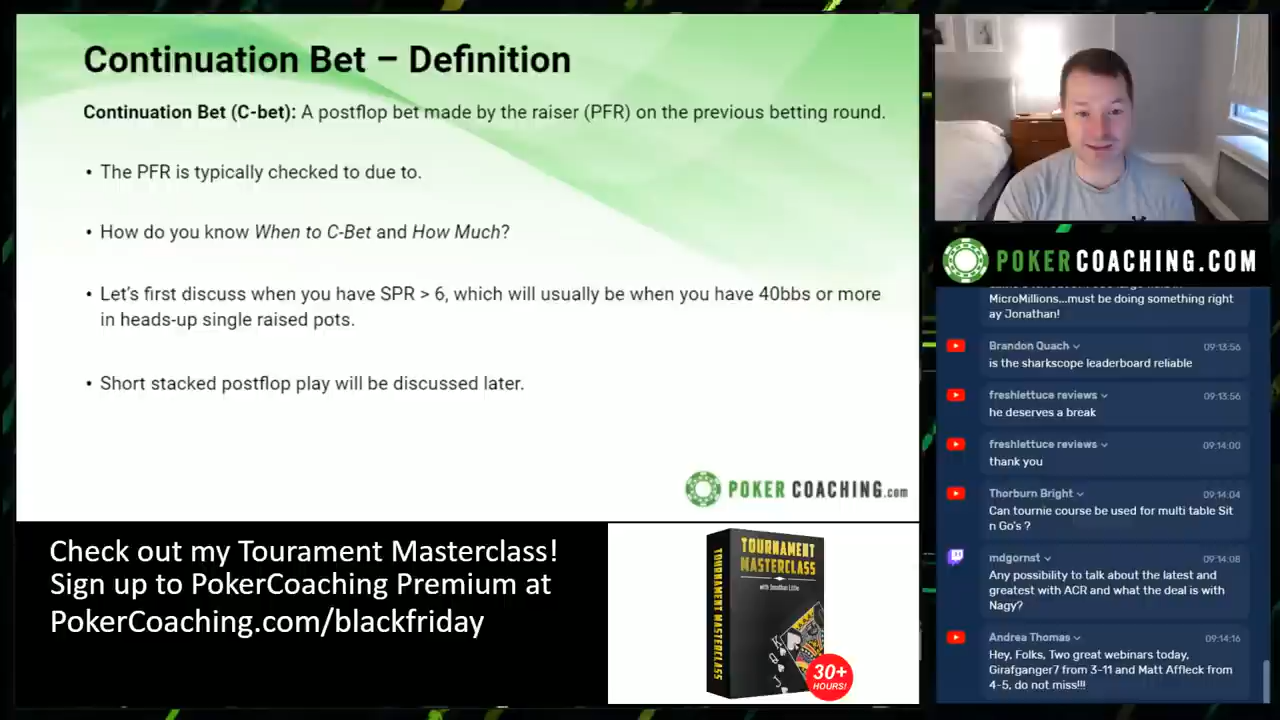 Continuation Bet – Definition
Continuation Bet (C-bet): A postflop bet made by the raiser (PFR) on the previous betting round.
• The PFR is typically checked to due to.
• How do you know When to C-Bet and How Much?
• Let's first discuss when you have SPR > 6, which will usually be when you have 40bbs or more
in heads-up single raised pots.
• Short stacked postflop play will be discussed later.
POKER COACHING.com
Check out my Tourament Masterclass!
Sign up to PokerCoaching Premium at
PokerCoaching.com/blackfriday
TOURNAMENT MASTERCLASS
TOURNAMENT
MASTERCLASS
with Jonathan Little
K
Q
J
30+
HOURS!
POKERCOACHING.COM
MicroMillions...must be doing something right
ay Jonathan!
Brandon Quach 09:13:56
is the sharkscope leaderboard reliable
freshlettuce reviews 09:13:56
he deserves a break
freshlettuce reviews 09:14:00
thank you
Thorburn Bright 09:14:04
Can tournie course be used for multi table Sit
n Go's ?
mdgornst 09:14:08
Any possibility to talk about the latest and
greatest with ACR and what the deal is with
Nagy?
Andrea Thomas 09:14:16
Hey, Folks, Two great webinars today,
Girafganger7 from 3-11 and Matt Affleck from
4-5, do not miss!!!